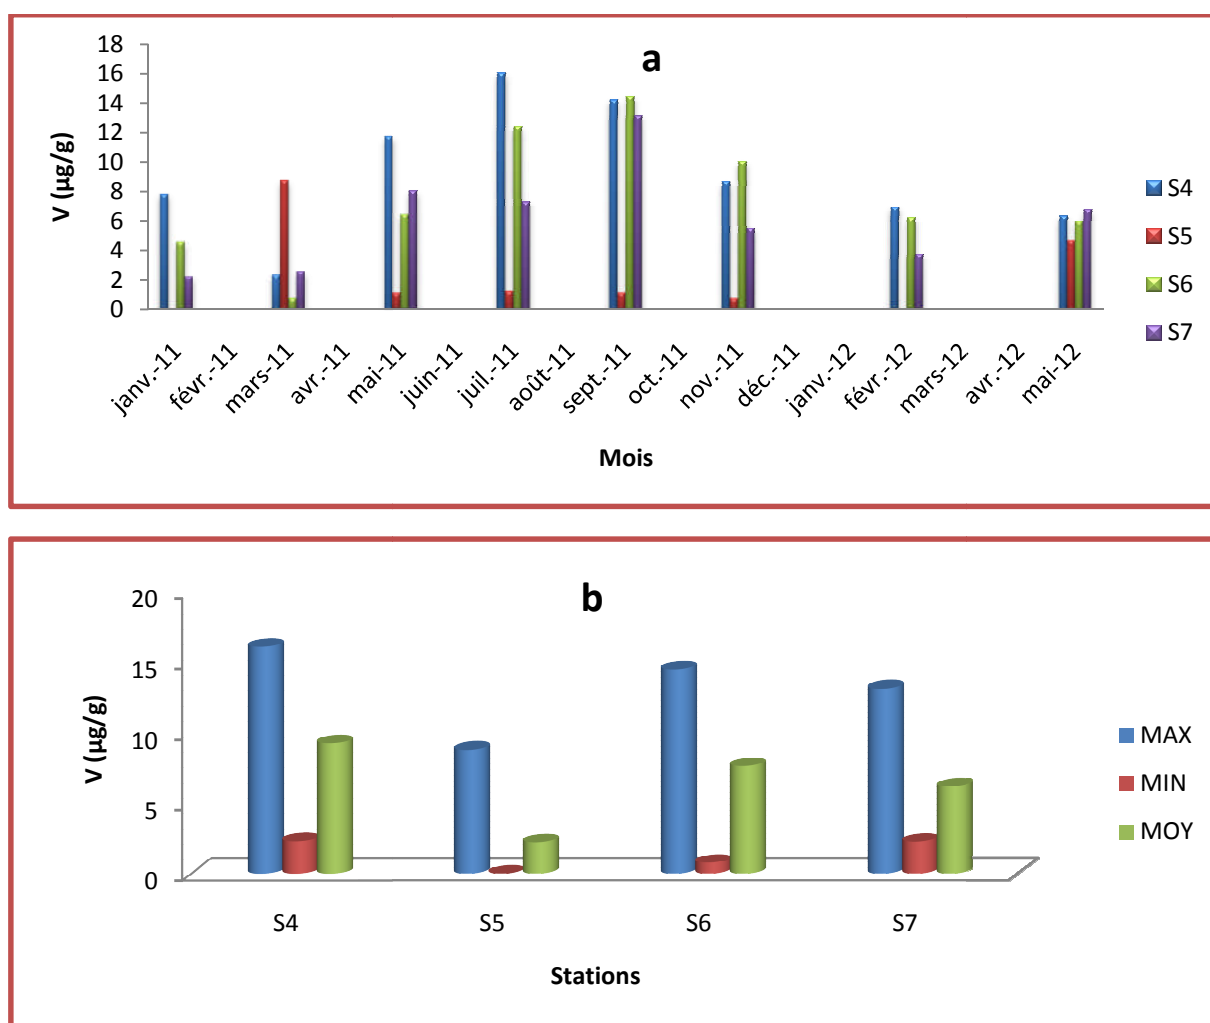 a
18
16
14
12
10
8
6
4
2
0
V (µg/g)
janv.-11 févr.-11 mars-11 avr.-11 mai-11 juin-11 juil.-11 août-11 sept.-11 oct.-11 nov.-11 déc.-11 janv.-12 févr.-12 mars-12 avr.-12 mai-12
Mois
S4
S5
S6
S7
b
20
15
10
5
0
V (µg/g)
S4 S5 S6 S7
Stations
MAX
MIN
MOY